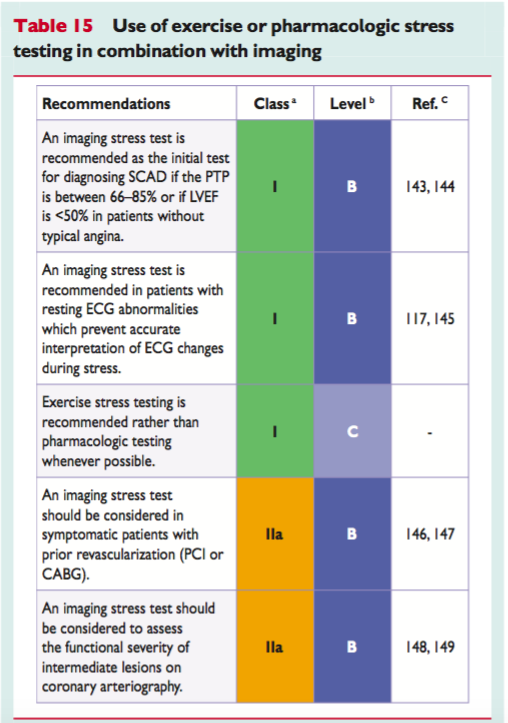 Table 15 Use of exercise or pharmacologic stress
testing in combination with imaging
Recommendations Class a Level b Ref. C
An imaging stress test is
recommended as the initial test
for diagnosing SCAD if the PTP
is between 66–85% or if LVEF
is <50% in patients without
typical angina.
I B 143, 144
An imaging stress test is
recommended in patients with
resting ECG abnormalities
which prevent accurate
interpretation of ECG changes
during stress.
I B 117, 145
Exercise stress testing is
recommended rather than
pharmacologic testing
whenever possible.
I C -
An imaging stress test
should be considered in
symptomatic patients with
prior revascularization (PCI or
CABG).
IIa B 146, 147
An imaging stress test should
be considered to assess
the functional severity of
intermediate lesions on
coronary arteriography.
IIa B 148, 149